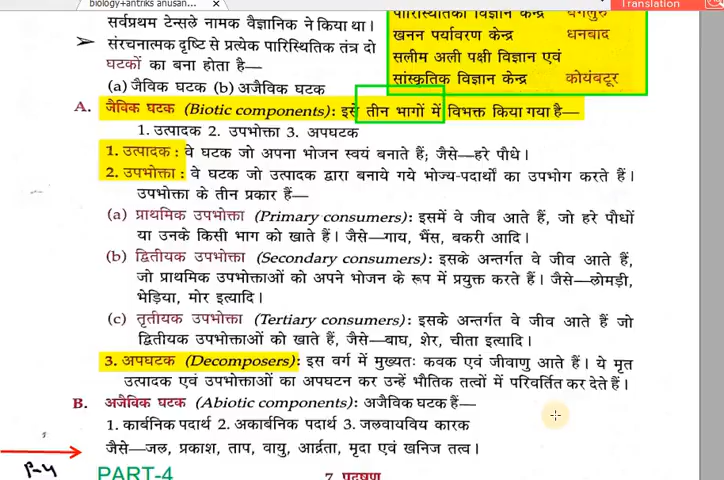 biology+antriks anusan...
Translation
सर्वप्रथम टेन्सले नामक वैज्ञानिक ने किया था।
➢ संरचनात्मक दृष्टि से प्रत्येक पारिस्थितिक तंत्र दो
घटकों का बना होता है—
(a) जैविक घटक (b) अजैविक घटक
पारिस्थितिकी विज्ञान केन्द्र बंगलुरु
खनन पर्यावरण केन्द्र धनबाद
सलीम अली पक्षी विज्ञान एवं
सांस्कृतिक विज्ञान केन्द्र कोयंबटूर
A. जैविक घटक (Biotic components): इसे तीन भागों में विभक्त किया गया है—
1. उत्पादक 2. उपभोक्ता 3. अपघटक
1. उत्पादक : वे घटक जो अपना भोजन स्वयं बनाते हैं; जैसे—हरे पौधे।
2. उपभोक्ता : वे घटक जो उत्पादक द्वारा बनाये गये भोज्य-पदार्थों का उपभोग करते हैं।
उपभोक्ता के तीन प्रकार हैं—
(a) प्राथमिक उपभोक्ता (Primary consumers): इसमें वे जीव आते हैं, जो हरे पौधों
या उनके किसी भाग को खाते हैं। जैसे—गाय, भैंस, बकरी आदि।
(b) द्वितीयक उपभोक्ता (Secondary consumers): इसके अन्तर्गत वे जीव आते हैं,
जो प्राथमिक उपभोक्ताओं को अपने भोजन के रूप में प्रयुक्त करते हैं। जैसे—लोमड़ी,
भेड़िया, मोर इत्यादि।
(c) तृतीयक उपभोक्ता (Tertiary consumers): इसके अन्तर्गत वे जीव आते हैं जो
द्वितीयक उपभोक्ताओं को खाते हैं, जैसे—बाघ, शेर, चीता इत्यादि।
3. अपघटक (Decomposers): इस वर्ग में मुख्यतः कवक एवं जीवाणु आते हैं। ये मृत
उत्पादक एवं उपभोक्ताओं का अपघटन कर उन्हें भौतिक तत्वों में परिवर्तित कर देते हैं।
B. अजैविक घटक (Abiotic components): अजैविक घटक हैं—
1. कार्बनिक पदार्थ 2. अकार्बनिक पदार्थ 3. जलवायविय कारक
जैसे—जल, प्रकाश, ताप, वायु, आर्द्रता, मृदा एवं खनिज तत्व।
P-4
PART-4
7. प्रदूषण